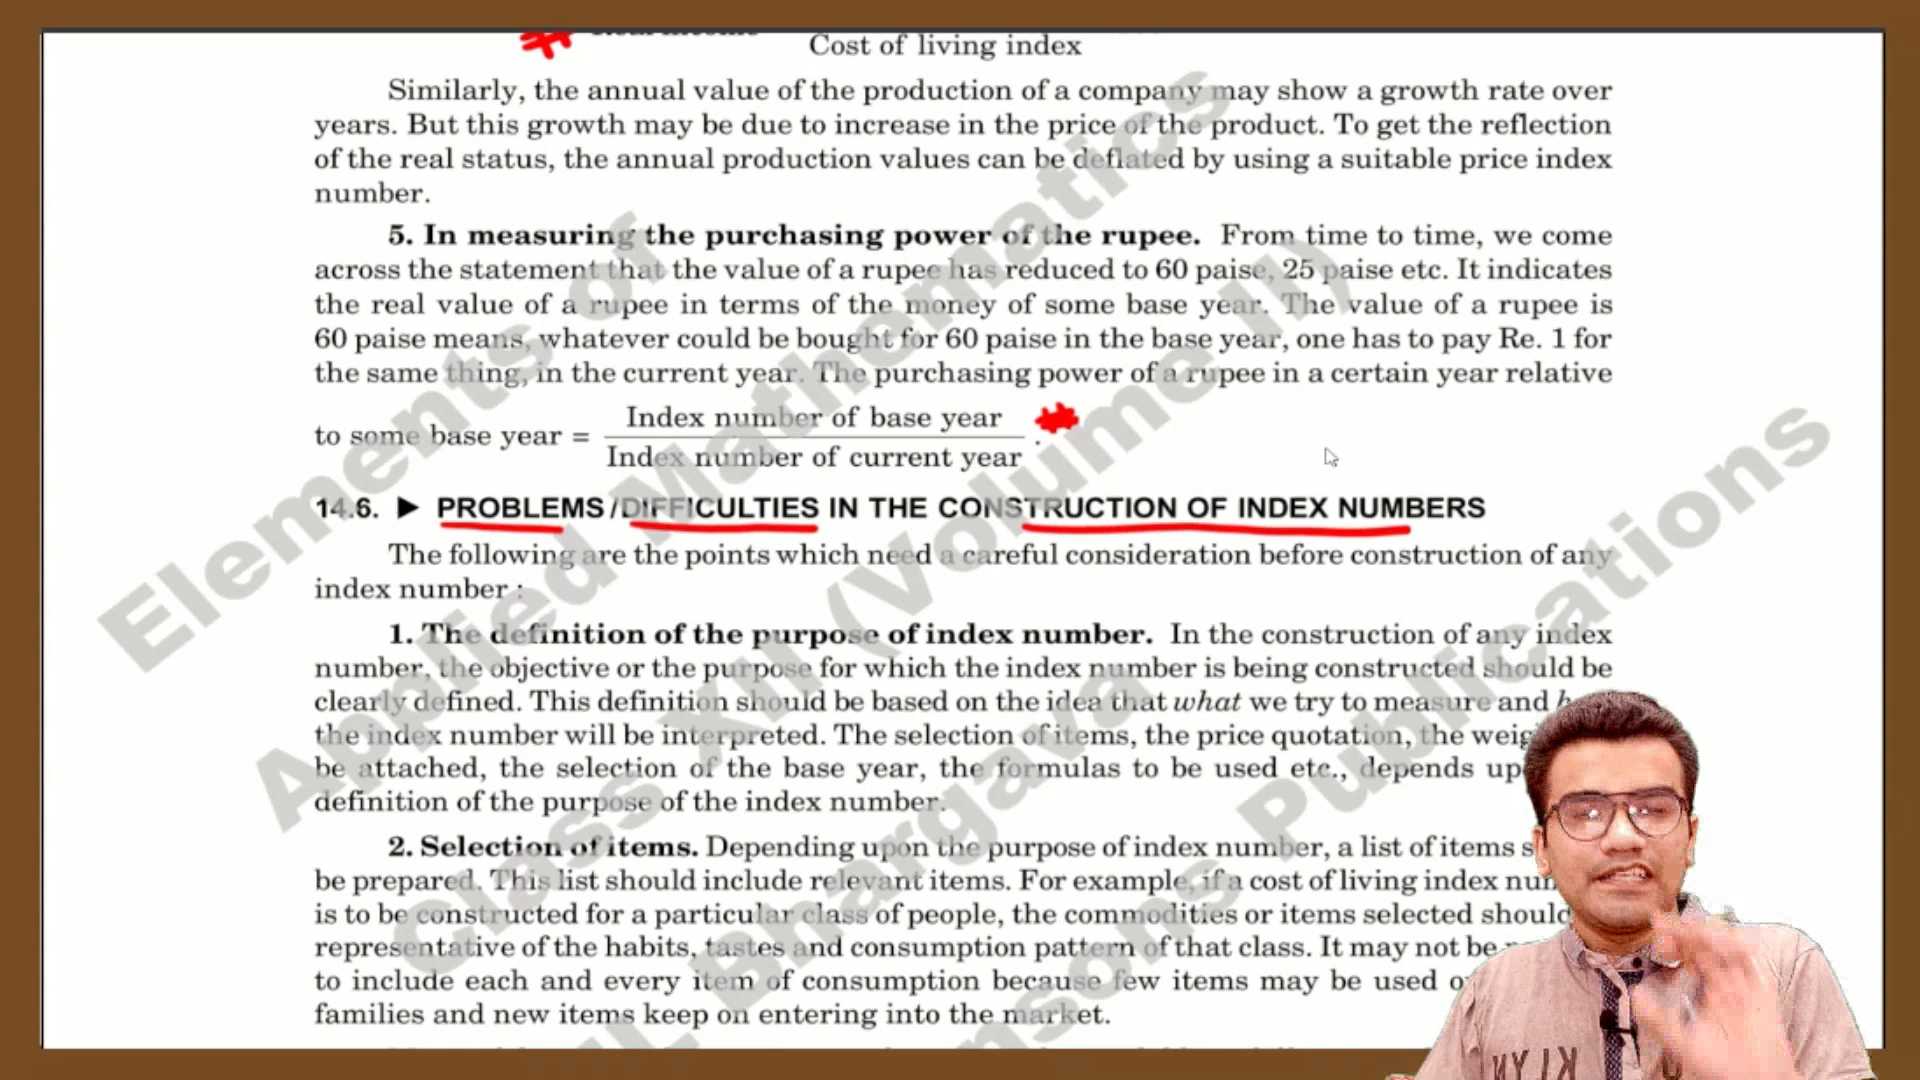 Cost of living index
Similarly, the annual value of the production of a company may show a growth rate over
years. But this growth may be due to increase in the price of the product. To get the reflection
of the real status, the annual production values can be deflated by using a suitable price index
number.
5. In measuring the purchasing power of the rupee. From time to time, we come
across the statement that the value of a rupee has reduced to 60 paise, 25 paise etc. It indicates
the real value of a rupee in terms of the money of some base year. The value of a rupee is
60 paise means, whatever could be bought for 60 paise in the base year, one has to pay Re. 1 for
the same thing, in the current year. The purchasing power of a rupee in a certain year relative
Index number of base year
to some base year = .
Index number of current year
14.6. ► PROBLEMS/DIFFICULTIES IN THE CONSTRUCTION OF INDEX NUMBERS
The following are the points which need a careful consideration before construction of any
index number :
1. The definition of the purpose of index number. In the construction of any index
number, the objective or the purpose for which the index number is being constructed should be
clearly defined. This definition should be based on the idea that what we try to measure and
the index number will be interpreted. The selection of items, the price quotation, the
be attached, the selection of the base year, the formulas to be used etc., depends
definition of the purpose of the index number.
2. Selection of items. Depending upon the purpose of index number, a list of items
be prepared. This list should include relevant items. For example, if a cost of living index
is to be constructed for a particular class of people, the commodities or items selected should
representative of the habits, tastes and consumption pattern of that class. It may not be
to include each and every item of consumption because few items may be used
families and new items keep on entering into the market.
Elements of
Applied Mathematics
Class XII (Volume II)
Bhargava
Publications